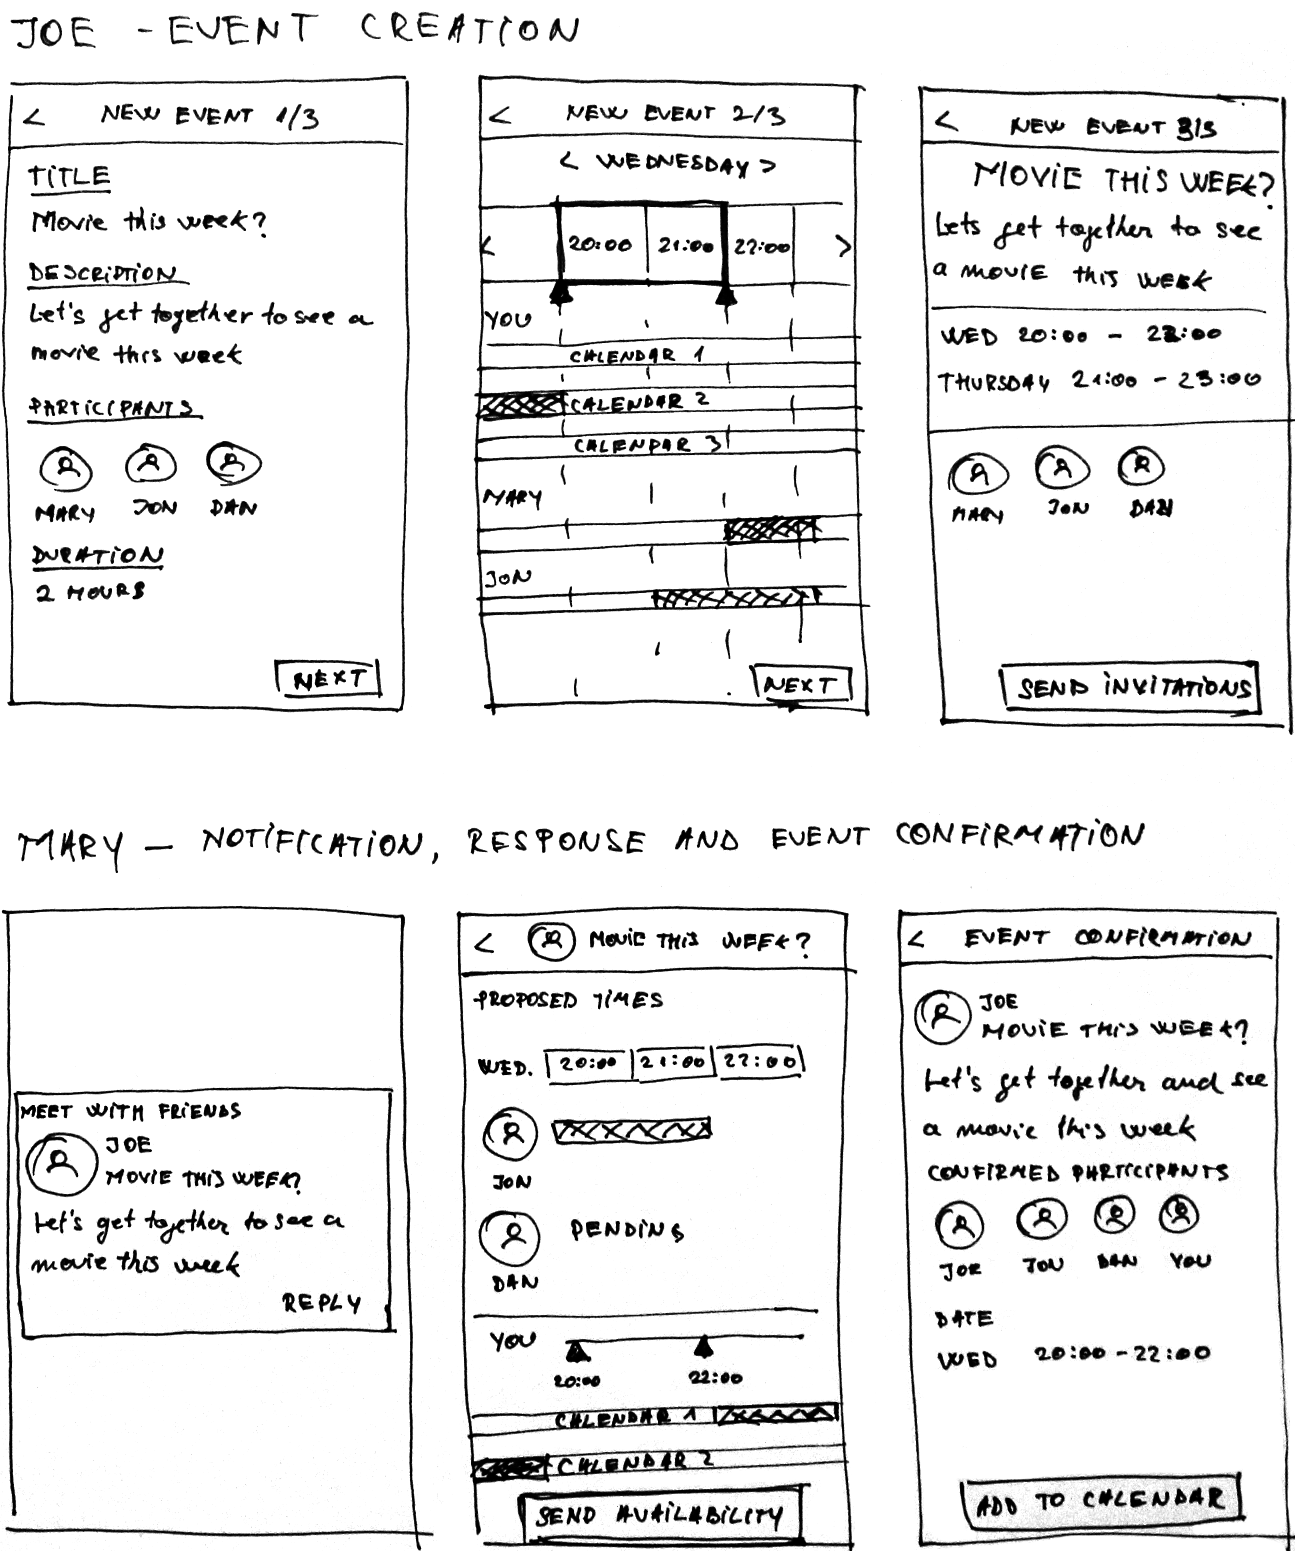 JOE - EVENT CREATION
< NEW EVENT 1/3
TITLE
Movie this week?
DESCRIPTION
Let's get together to see a
movie this week
PARTICIPANTS
MARY JON DAN
DURATION
2 HOURS
NEXT
< NEW EVENT 2/3
< WEDNESDAY >
< 20:00 21:00 22:00 >
YOU
CALENDAR 1
CALENDAR 2
CALENDAR 3
MARY
JON
NEXT
< NEW EVENT 3/3
MOVIE THIS WEEK?
Lets get together to see
a movie this week
WED 20:00 - 22:00
THURSDAY 21:00 - 23:00
MARY JON DAN
SEND INVITATIONS
MARY - NOTIFICATION, RESPONSE AND EVENT CONFIRMATION
MEET WITH FRIENDS
JOE
MOVIE THIS WEEK?
Let's get together to see a
movie this week
REPLY
< MOVIE THIS WEEK?
PROPOSED TIMES
WED. 20:00 21:00 22:00
JON
PENDING
DAN
YOU
20:00 22:00
CALENDAR 1
CALENDAR 2
SEND AVAILABILITY
< EVENT CONFIRMATION
JOE
MOVIE THIS WEEK?
Let's get together and see
a movie this week
CONFIRMED PARTICIPANTS
JOE JON DAN YOU
DATE
WED 20:00 - 22:00
ADD TO CALENDAR